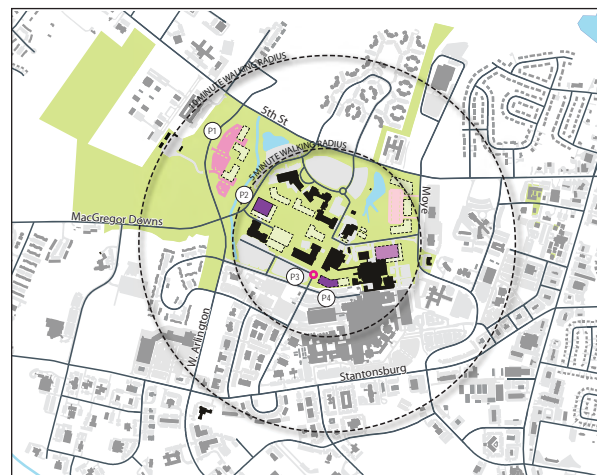 10 MINUTE WALKING RADIUS
5th St
P1
5 MINUTE WALKING RADIUS
P2
Moye
MacGregor Downs
P3
P4
W. Arlington
Stantonsburg